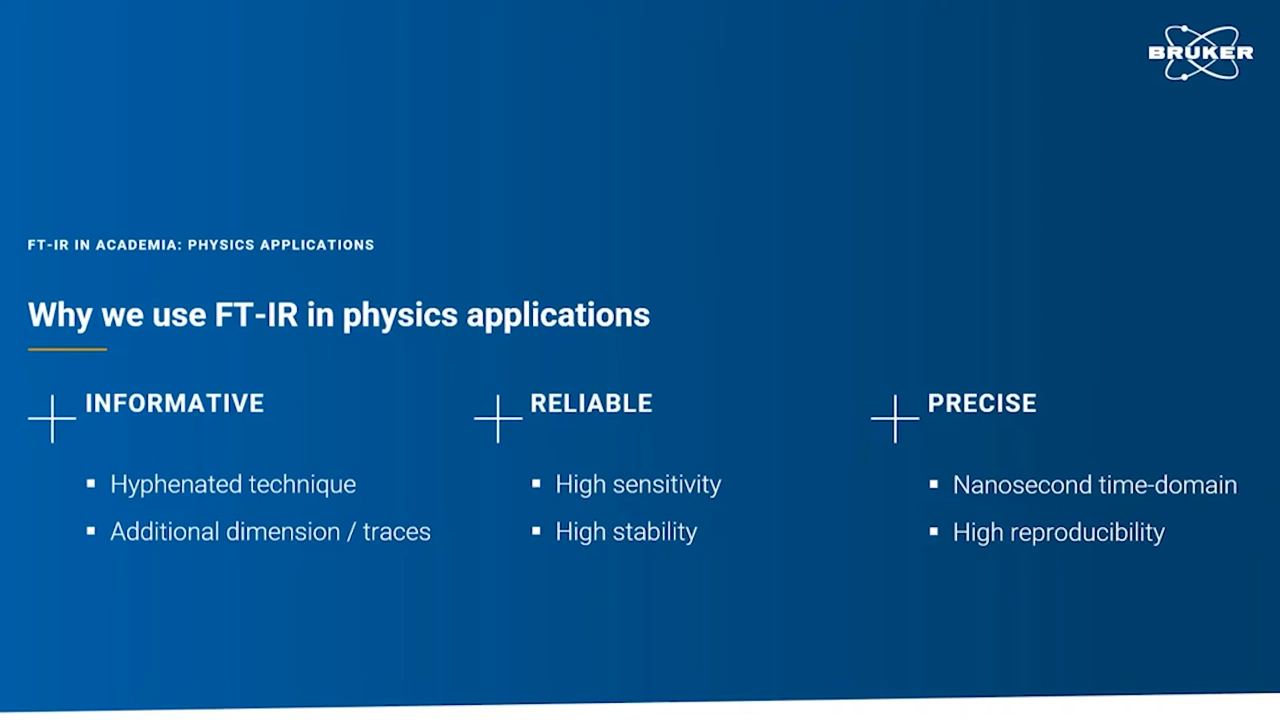 BRUKER
FT-IR IN ACADEMIA: PHYSICS APPLICATIONS
Why we use FT-IR in physics applications
INFORMATIVE
Hyphenated technique
Additional dimension / traces
RELIABLE
High sensitivity
High stability
PRECISE
Nanosecond time-domain
High reproducibility